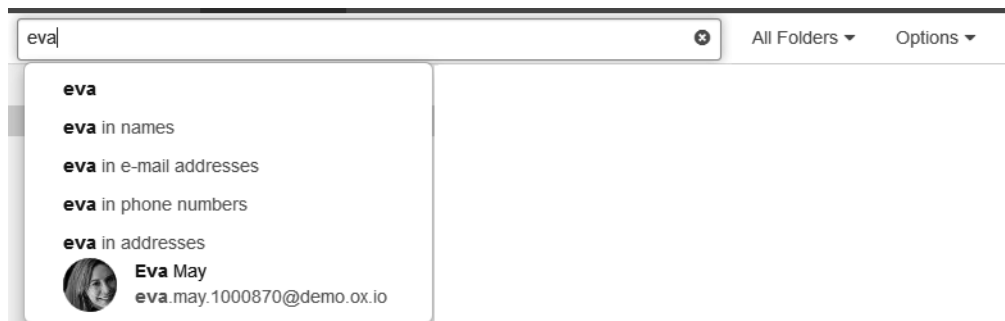 eva All Folders Options
eva
eva in names
eva in e-mail addresses
eva in phone numbers
eva in addresses
Eva May
eva.may.1000870@demo.ox.io